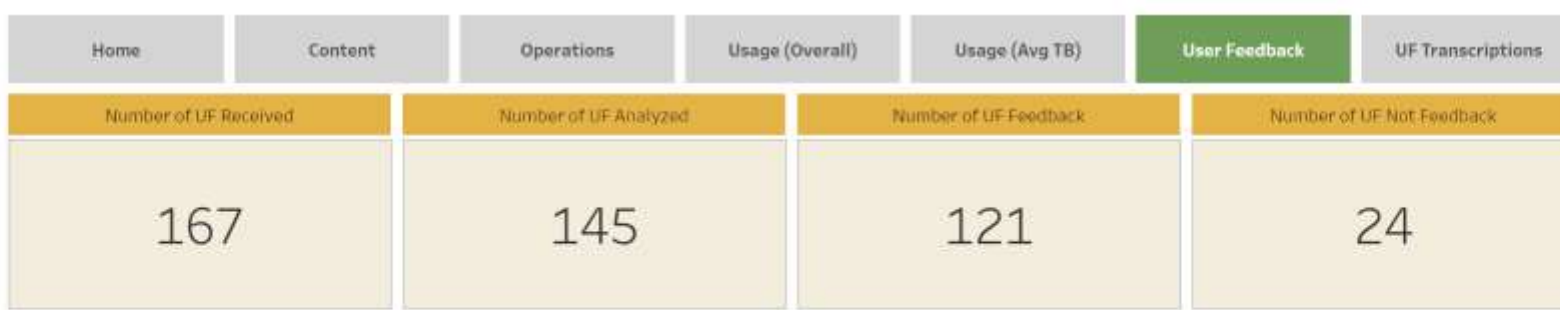 Home
Content
Operations
Usage (Overall)
Usage (Avg TB)
User Feedback
UF Transcriptions
Number of UF Received
Number of UF Analyzed
Number of UF Feedback
Number of UF Not Feedback
167
145
121
24